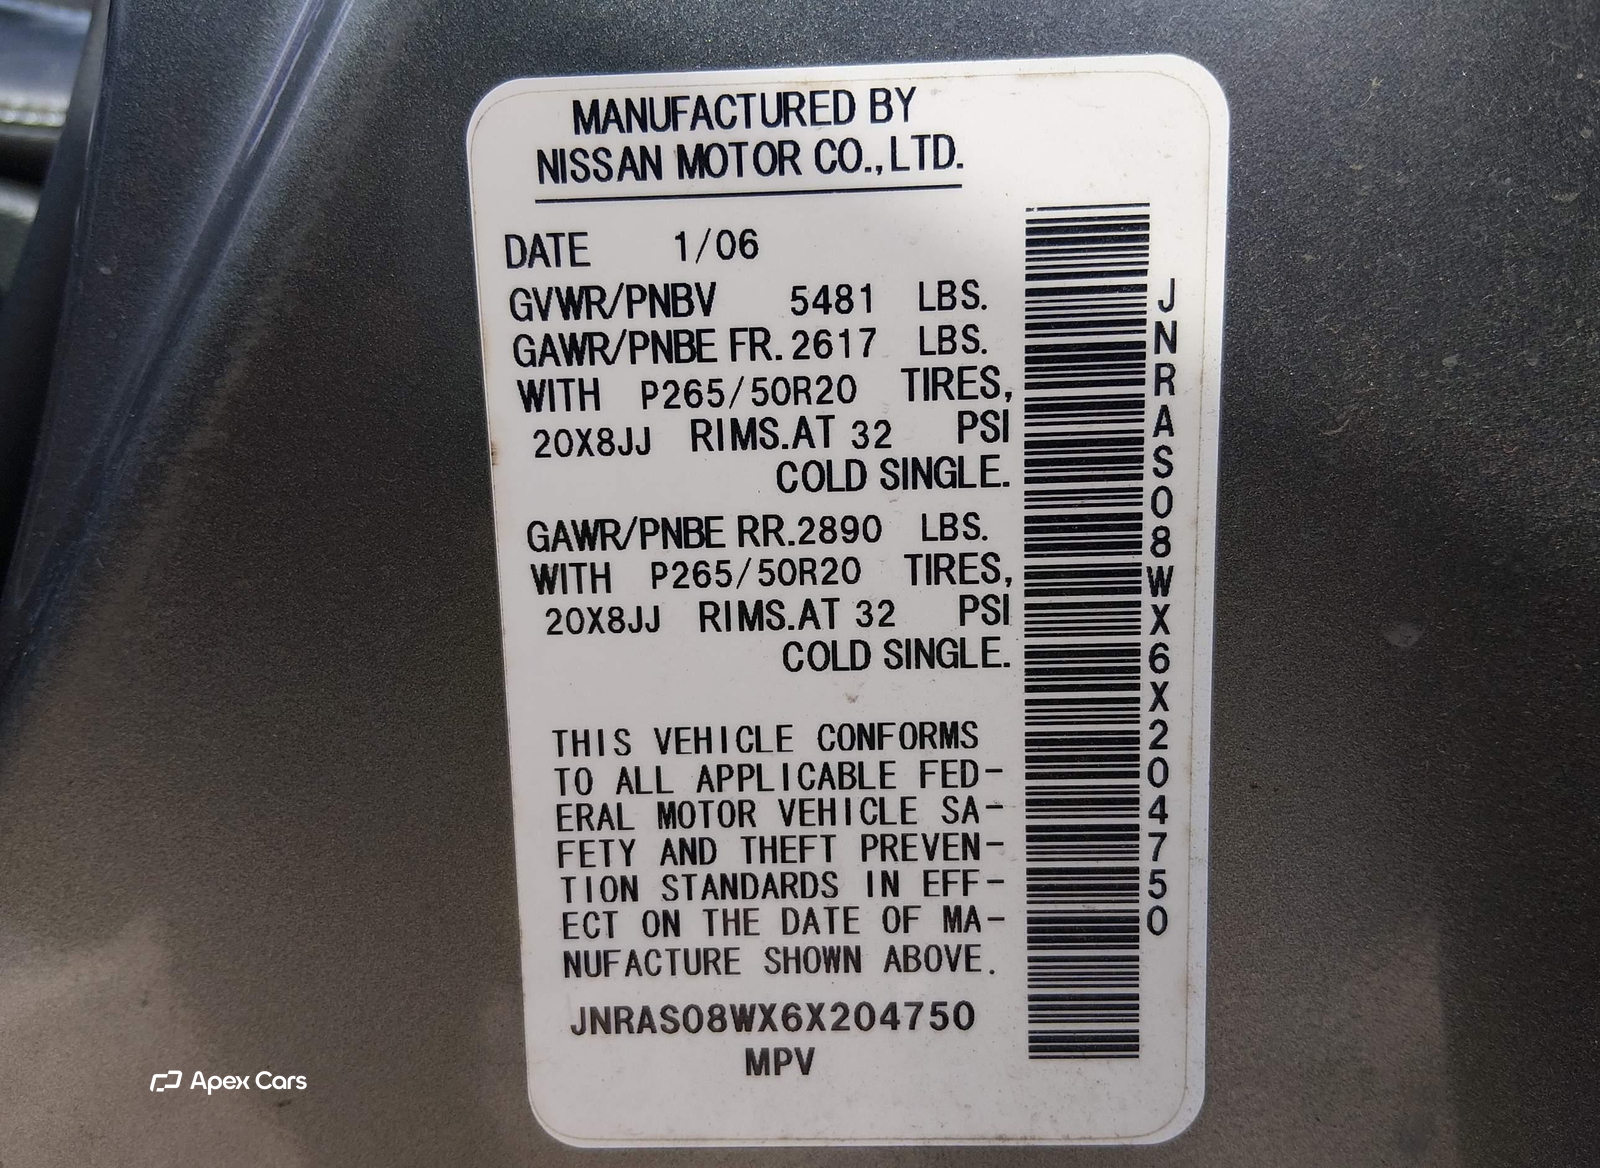 MANUFACTURED BY
NISSAN MOTOR CO.,LTD.
DATE 1/06
GVWR/PNBV 5481 LBS.
GAWR/PNBE FR. 2617 LBS.
WITH P265/50R20 TIRES,
20X8JJ RIMS.AT 32 PSI
COLD SINGLE.
GAWR/PNBE RR. 2890 LBS.
WITH P265/50R20 TIRES,
20X8JJ RIMS.AT 32 PSI
COLD SINGLE.
THIS VEHICLE CONFORMS
TO ALL APPLICABLE FED-
ERAL MOTOR VEHICLE SA-
FETY AND THEFT PREVEN-
TION STANDARDS IN EFF-
ECT ON THE DATE OF MA-
NUFACTURE SHOWN ABOVE.
JNRAS08WX6X204750
MPV
JNRAS08WX6X204750
Apex Cars